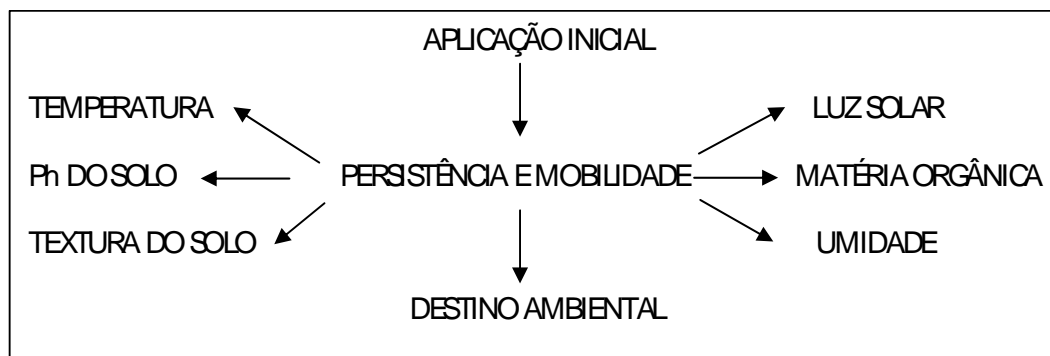 APLICAÇÃO INICIAL
TEMPERATURA
LUZ SOLAR
Ph DO SOLO
PERSISTÊNCIA E MOBILIDADE
MATÉRIA ORGÂNICA
TEXTURA DO SOLO
UMIDADE
DESTINO AMBIENTAL